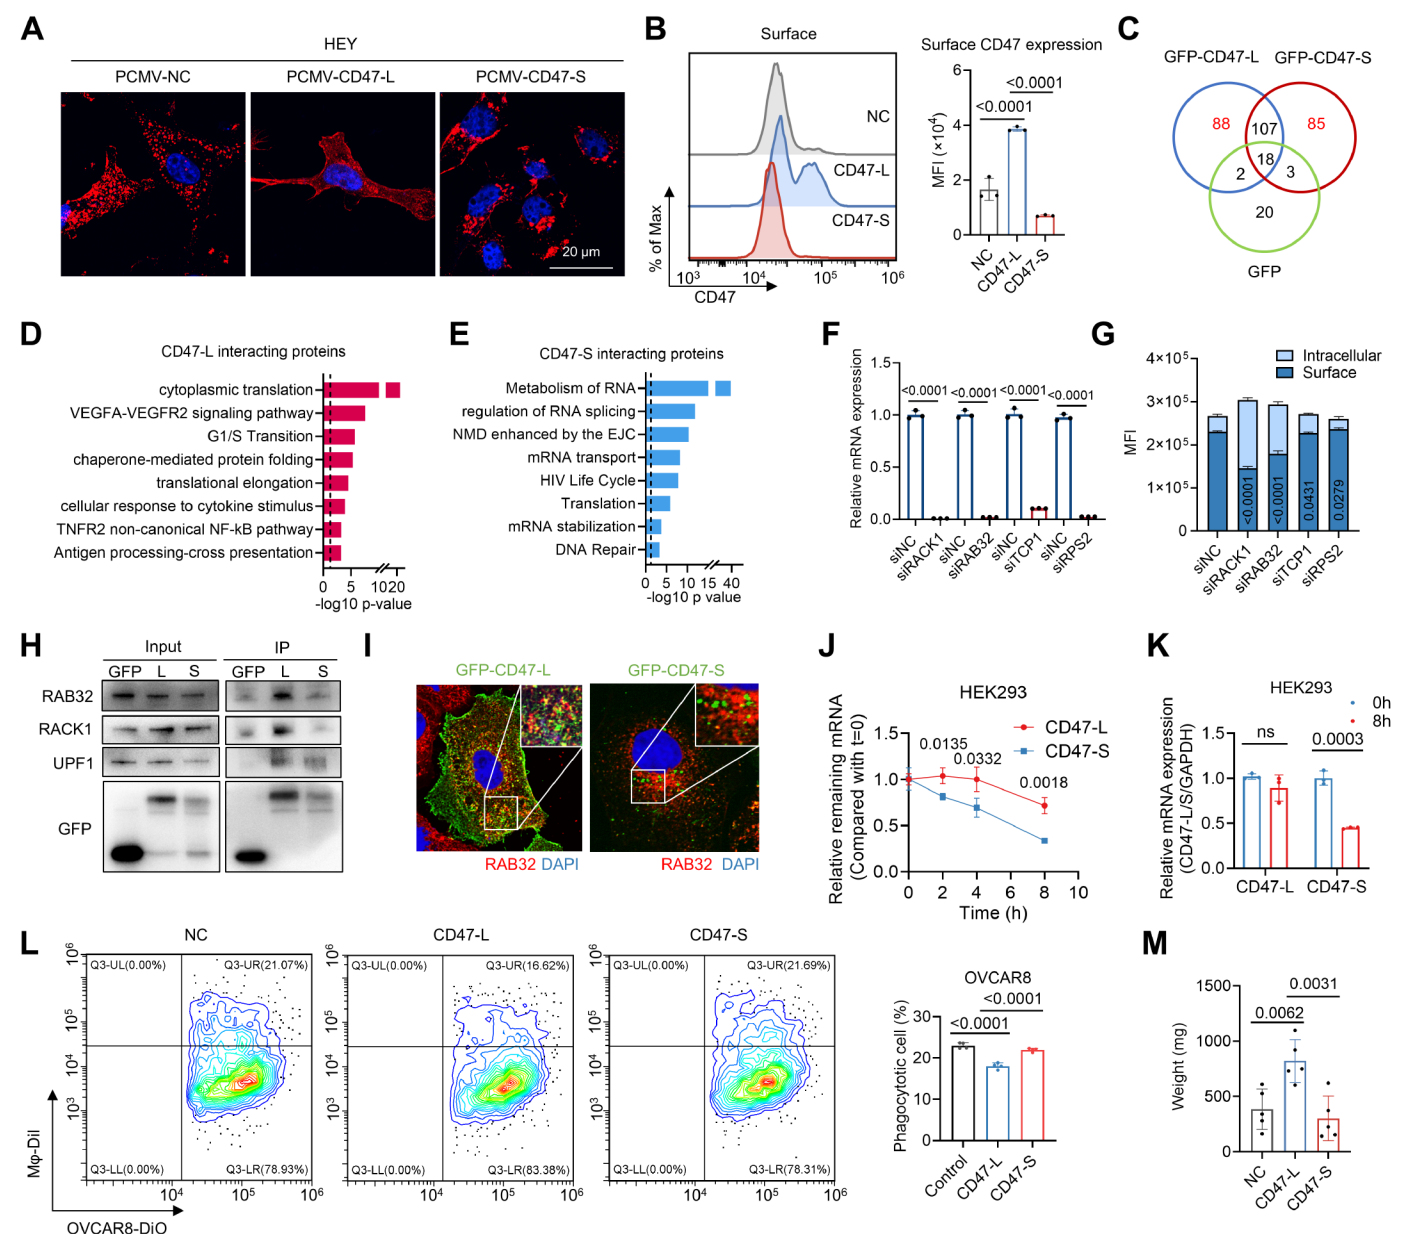 A
HEY
PCMV-NC
PCMV-CD47-L
PCMV-CD47-S
20 μm
B
Surface
NC
CD47-L
CD47-S
% of Max
10³ 10⁴ 10⁵ 10⁶
CD47
Surface CD47 expression
<0.0001
<0.0001
MFI (×10⁴)
6
4
2
0
NC
CD47-L
CD47-S
C
GFP-CD47-L GFP-CD47-S
88 107 85
18
2 3
20
GFP
D
CD47-L interacting proteins
cytoplasmic translation
VEGFA-VEGFR2 signaling pathway
G1/S Transition
chaperone-mediated protein folding
translational elongation
cellular response to cytokine stimulus
TNFR2 non-canonical NF-kB pathway
Antigen processing-cross presentation
0 5 10 20
-log10 p-value
E
CD47-S interacting proteins
Metabolism of RNA
regulation of RNA splicing
NMD enhanced by the EJC
mRNA transport
HIV Life Cycle
Translation
mRNA stabilization
DNA Repair
0 5 10 15 40
-log10 p value
F
Relative mRNA expression
1.5
1.0
0.5
0.0
<0.0001 <0.0001 <0.0001 <0.0001
siNC
siRACK1
siNC
siRAB32
siNC
siTCP1
siNC
siRPS2
G
Intracellular
Surface
MFI
4×10⁵
3×10⁵
2×10⁵
1×10⁵
0
<0.0001
<0.0001
0.0431
0.0279
siNC
siRACK1
siRAB32
siTCP1
siRPS2
H
Input IP
GFP L S GFP L S
RAB32
RACK1
UPF1
GFP
I
GFP-CD47-L GFP-CD47-S
RAB32 DAPI RAB32 DAPI
J
HEK293
CD47-L
CD47-S
0.0135
0.0332
0.0018
Relative remaining mRNA
(Compared with t=0)
1.5
1.0
0.5
0.0
0 2 4 6 8 10
Time (h)
K
HEK293
0h
8h
ns 0.0003
Relative mRNA expression
(CD47-L/S/GAPDH)
1.5
1.0
0.5
0.0
CD47-L CD47-S
L
NC
Q3-UL(0.00%) Q3-UR(21.07%)
Q3-LL(0.00%) Q3-LR(78.93%)
10⁶
10⁵
10⁴
10³
10⁴ 10⁵ 10⁶
CD47-L
Q3-UL(0.00%) Q3-UR(16.62%)
Q3-LL(0.00%) Q3-LR(83.38%)
10⁶
10⁵
10⁴
10³
10⁴ 10⁵ 10⁶
CD47-S
Q3-UL(0.00%) Q3-UR(21.69%)
Q3-LL(0.00%) Q3-LR(78.31%)
10⁶
10⁵
10⁴
10³
10⁴ 10⁵ 10⁶
Mφ-DiI
OVCAR8-DiO
OVCAR8
<0.0001
<0.0001
Phagocytotic cell (%)
30
20
10
0
Control
CD47-L
CD47-S
M
0.0031
0.0062
Weight (mg)
1500
1000
500
0
NC
CD47-L
CD47-S